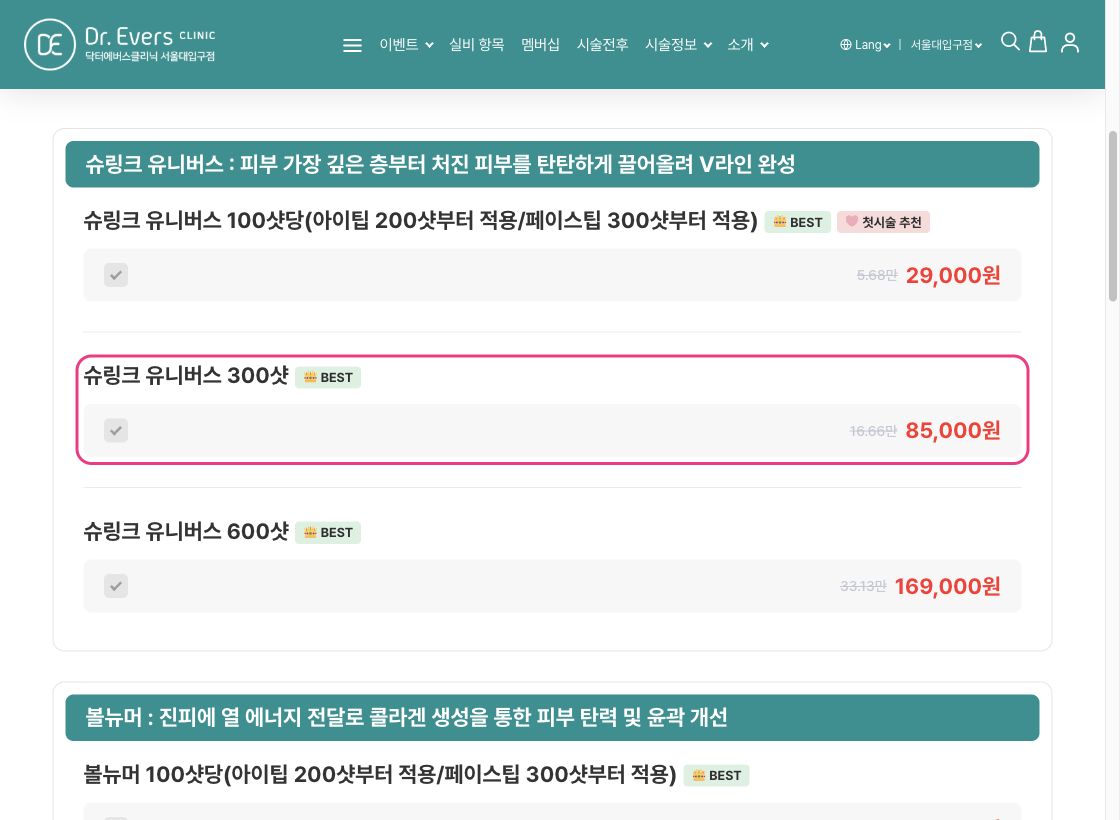 DE Dr. Evers CLINIC
닥터에버스클리닉 서울대입구점
이벤트 실비 항목 멤버십 시술전후 시술정보 소개 Lang | 서울대입구점
슈링크 유니버스 : 피부 가장 깊은 층부터 처진 피부를 탄탄하게 끌어올려 V라인 완성
슈링크 유니버스 100샷당(아이팁 200샷부터 적용/페이스팁 300샷부터 적용) BEST 첫시술 추천
5.68만 29,000원
슈링크 유니버스 300샷 BEST
16.66만 85,000원
슈링크 유니버스 600샷 BEST
33.13만 169,000원
볼뉴머 : 진피에 열 에너지 전달로 콜라겐 생성을 통한 피부 탄력 및 윤곽 개선
볼뉴머 100샷당(아이팁 200샷부터 적용/페이스팁 300샷부터 적용) BEST